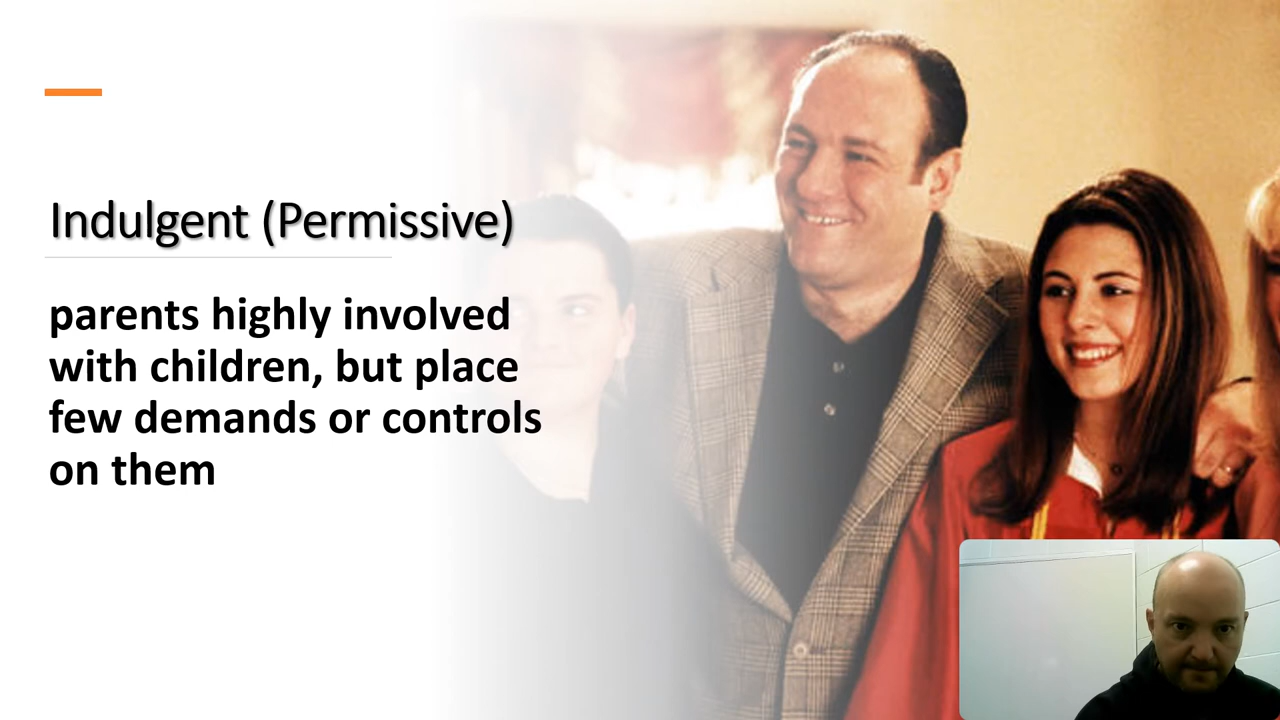 Indulgent (Permissive)
parents highly involved
with children, but place
few demands or controls
on them